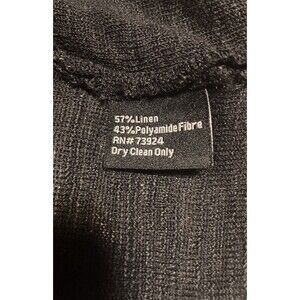 57%Linen
43%Polyamide Fibre
RN# 73924
Dry Clean Only